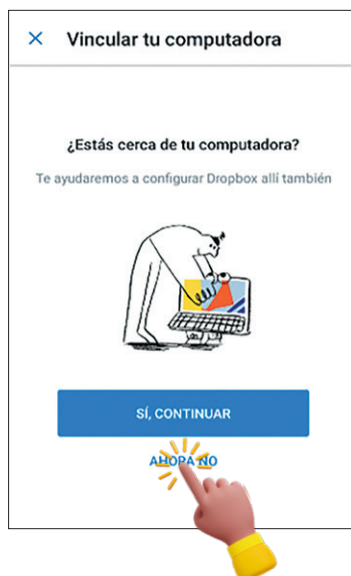 Vincular tu computadora
¿Estás cerca de tu computadora?
Te ayudaremos a configurar Dropbox allí también
SÍ, CONTINUAR
AHORA NO